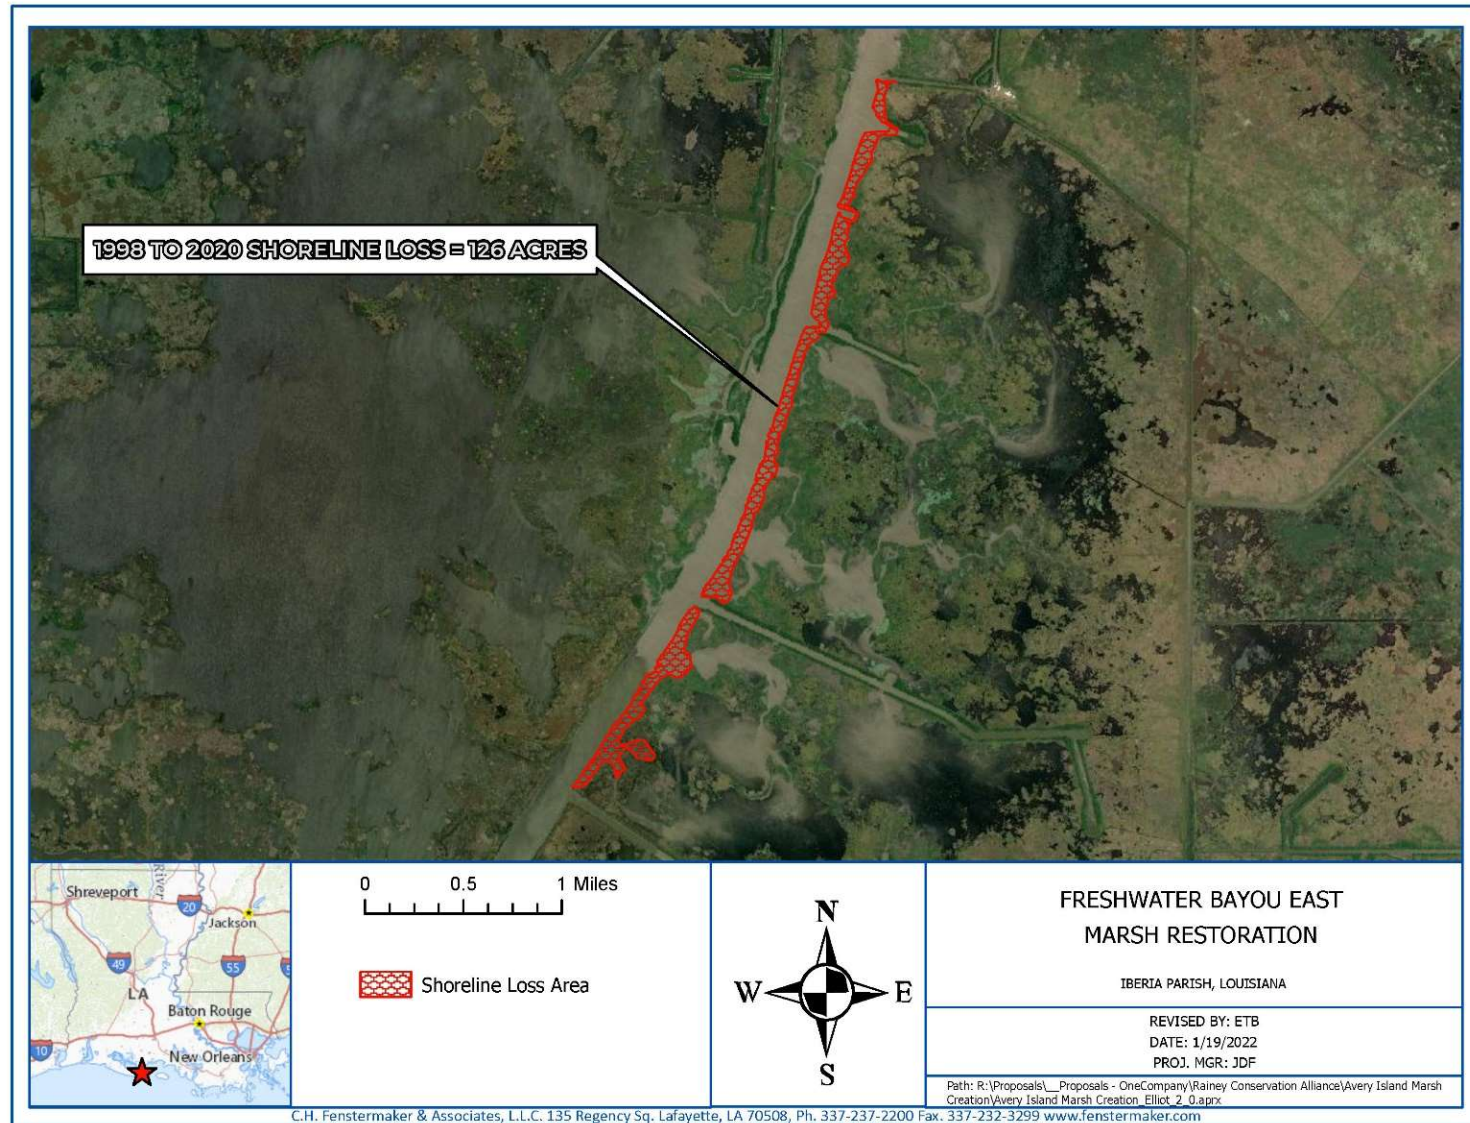 1998 TO 2020 SHORELINE LOSS = 126 ACRES
Shreveport
River
20
Jackson
49
55
LA
Baton Rouge
10
New Orleans
0 0.5 1 Miles
Shoreline Loss Area
N
W E
S
FRESHWATER BAYOU EAST
MARSH RESTORATION
IBERIA PARISH, LOUISIANA
REVISED BY: ETB
DATE: 1/19/2022
PROJ. MGR: JDF
Path: R:\Proposals\__Proposals - OneCompany\Rainey Conservation Alliance\Avery Island Marsh
Creation\Avery Island Marsh Creation_Elliot_2_0.aprx
C.H. Fenstermaker & Associates, L.L.C. 135 Regency Sq. Lafayette, LA 70508, Ph. 337-237-2200 Fax. 337-232-3299 www.fenstermaker.com